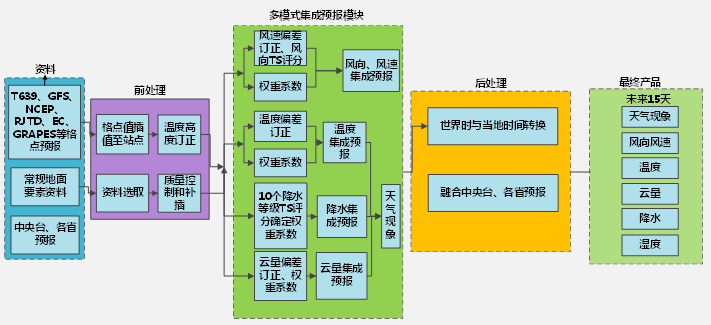 多模式集成预报模块
资料
T639、GFS、
NCEP、
RJTD、EC、
GRAPES等格
点预报
常规地面
要素资料
中央台、各省
预报
前处理
格点值插
值至站点
温度高
度订正
资料选取
质量控
制和补
插
风速偏差
订正、风
向TS评分
权重系数
风向、风速
集成预报
温度偏差
订正
权重系数
温度
集成预
报
10个降水
等级TS评
分确定权
重系数
降水集
成预报
云量偏差
订正、权
重系数
云量集成
预报
天
气
现
象
后处理
世界时与当地时间转换
融合中央台、各省预报
最终产品
未来15天
天气现象
风向风速
温度
云量
降水
湿度